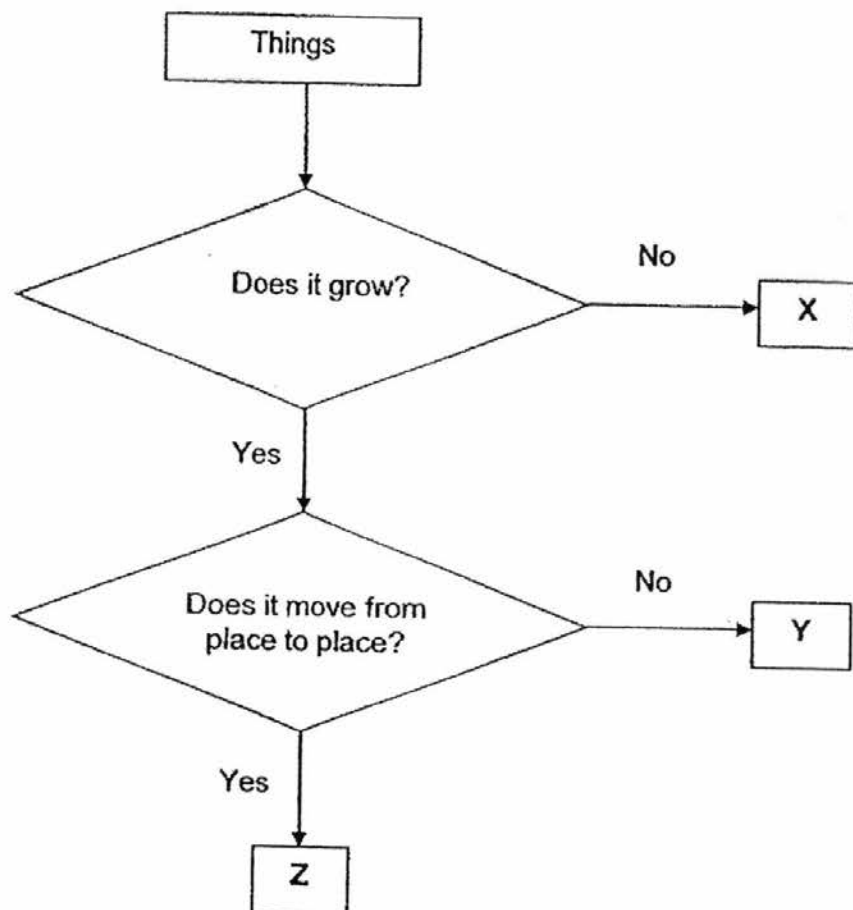 Things
Does it grow?
No
X
Yes
Does it move from
place to place?
No
Y
Yes
Z